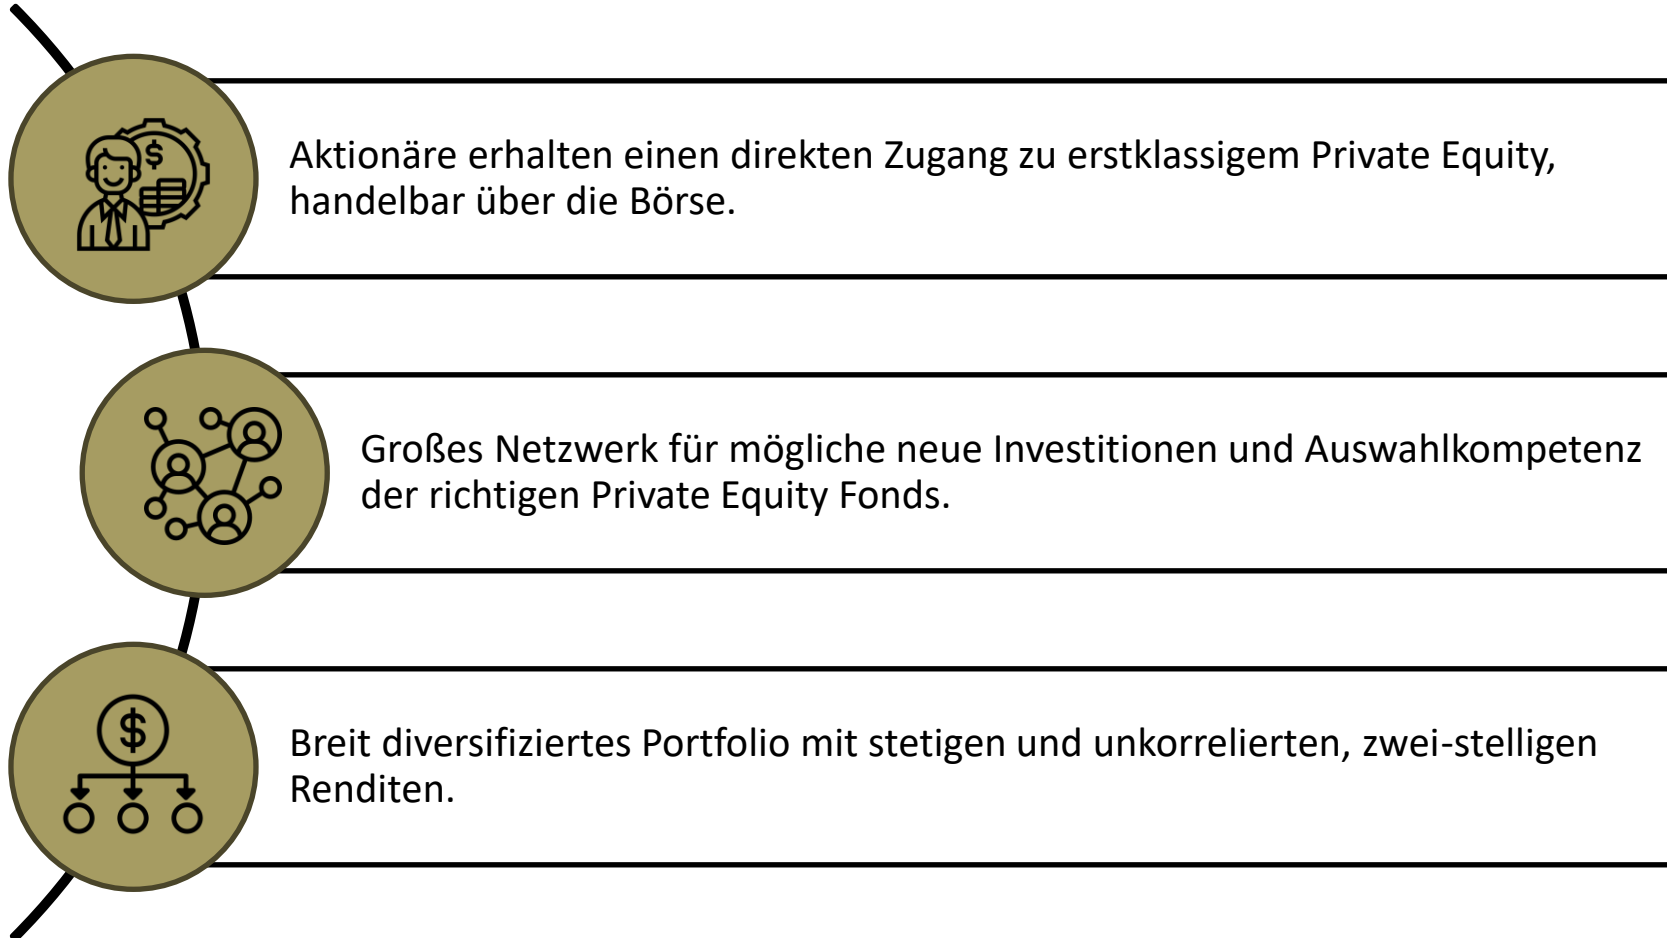 $
Aktionäre erhalten einen direkten Zugang zu erstklassigem Private Equity,
handelbar über die Börse.
Großes Netzwerk für mögliche neue Investitionen und Auswahlkompetenz
der richtigen Private Equity Fonds.
$
Breit diversifiziertes Portfolio mit stetigen und unkorrelierten, zwei-stelligen
Renditen.